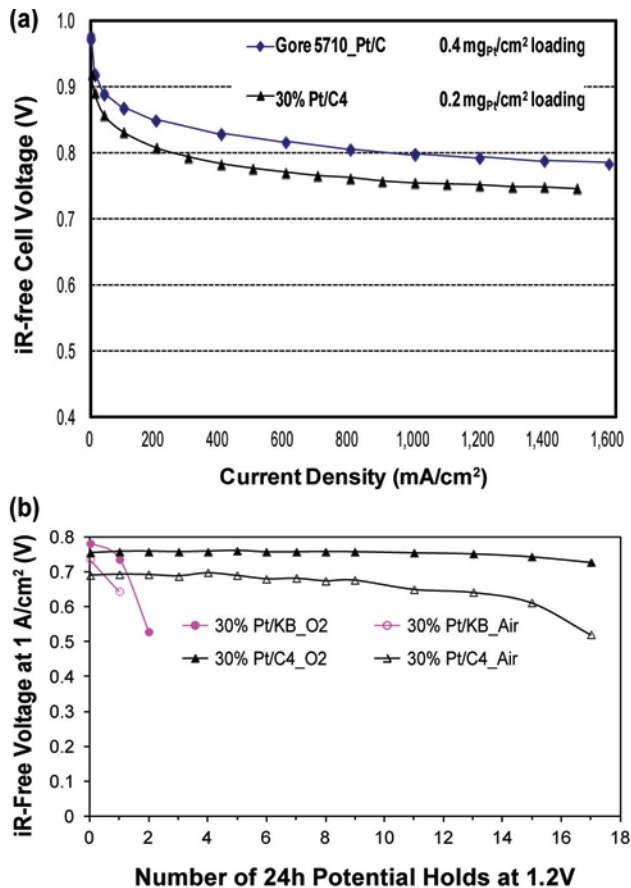 (a)
Gore 5710_Pt/C 0.4 mgPt/cm² loading
30% Pt/C4 0.2 mgPt/cm² loading
iR-free Cell Voltage (V)
1.0
0.9
0.8
0.7
0.6
0.5
0.4
0 200 400 600 800 1,000 1,200 1,400 1,600
Current Density (mA/cm²)
(b)
iR-Free Voltage at 1 A/cm² (V)
0.8
0.7
0.6
0.5
0.4
0.3
0.2
0.1
0
30% Pt/KB_O2 30% Pt/KB_Air
30% Pt/C4_O2 30% Pt/C4_Air
0 2 4 6 8 10 12 14 16 18
Number of 24h Potential Holds at 1.2V